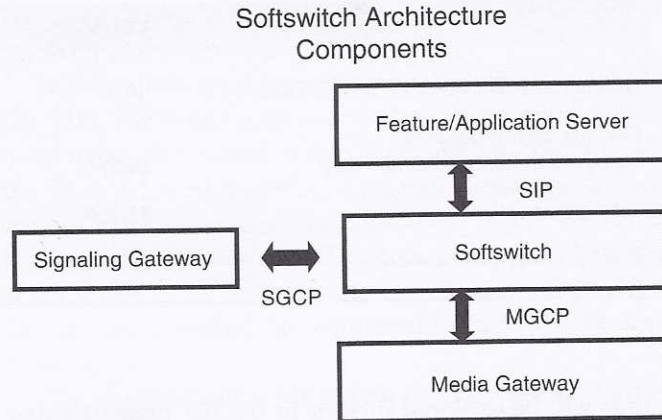 Softswitch Architecture
Components
Feature/Application Server
SIP
Signaling Gateway
Softswitch
SGCP
MGCP
Media Gateway